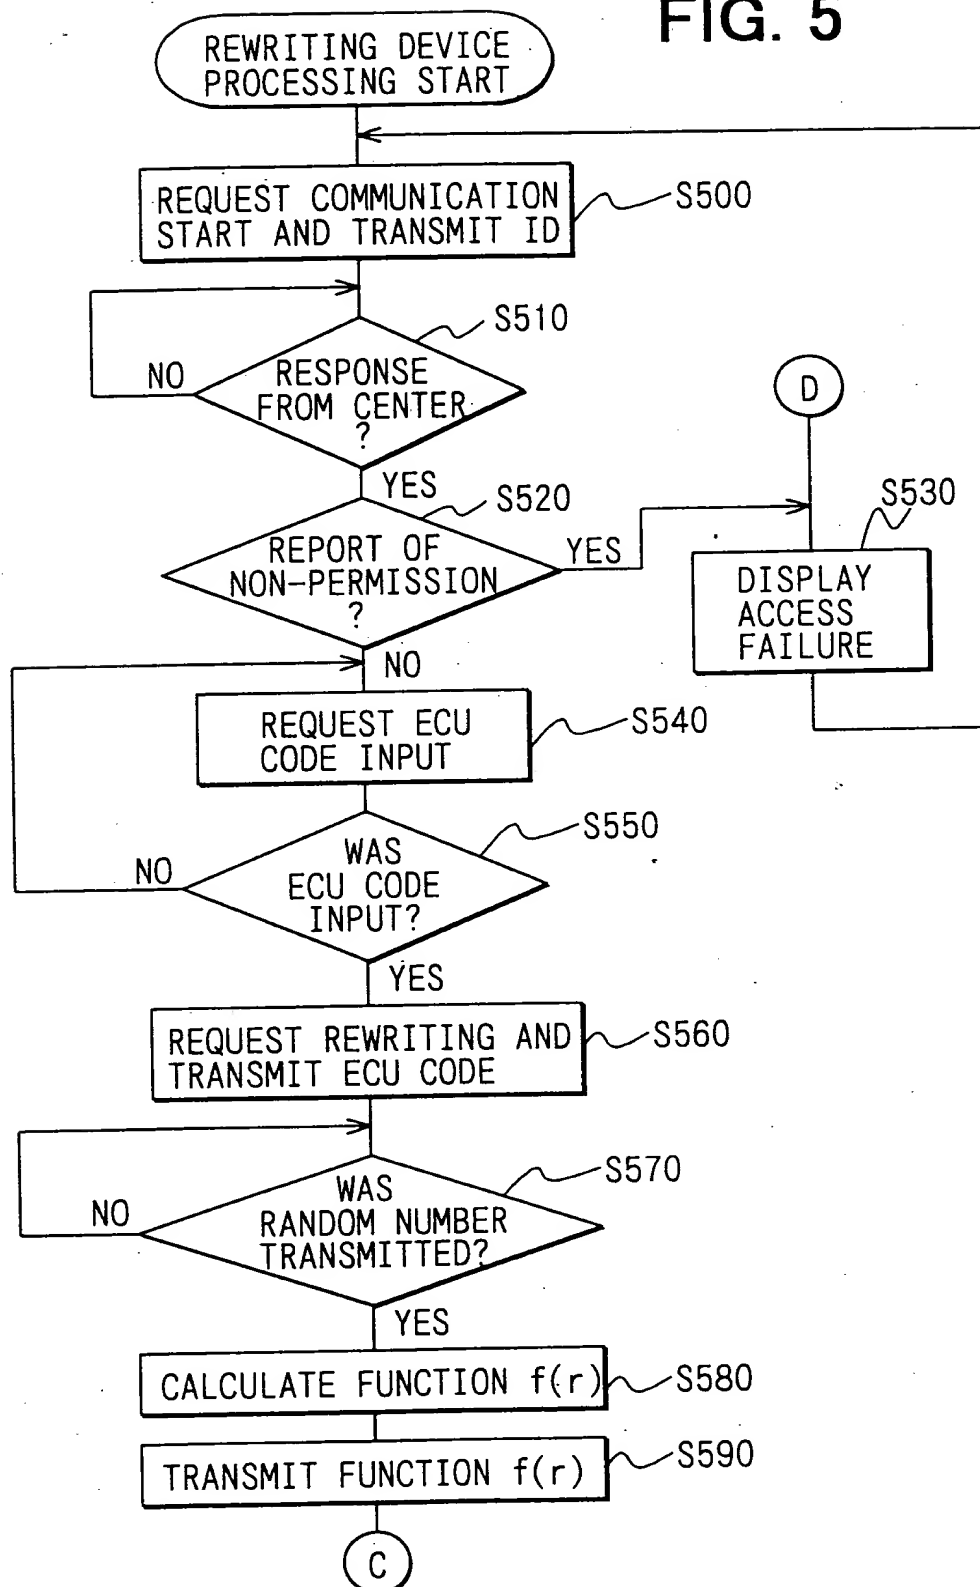 FIG. 5
REWRITING DEVICE
PROCESSING START
REQUEST COMMUNICATION
START AND TRANSMIT ID
S500
S510
RESPONSE
FROM CENTER
?
NO
YES
D
S520
REPORT OF
NON-PERMISSION
?
YES
NO
S530
DISPLAY
ACCESS
FAILURE
REQUEST ECU
CODE INPUT
S540
S550
WAS
ECU CODE
INPUT?
NO
YES
REQUEST REWRITING AND
TRANSMIT ECU CODE
S560
S570
WAS
RANDOM NUMBER
TRANSMITTED?
NO
YES
CALCULATE FUNCTION f(r)
S580
TRANSMIT FUNCTION f(r)
S590
C